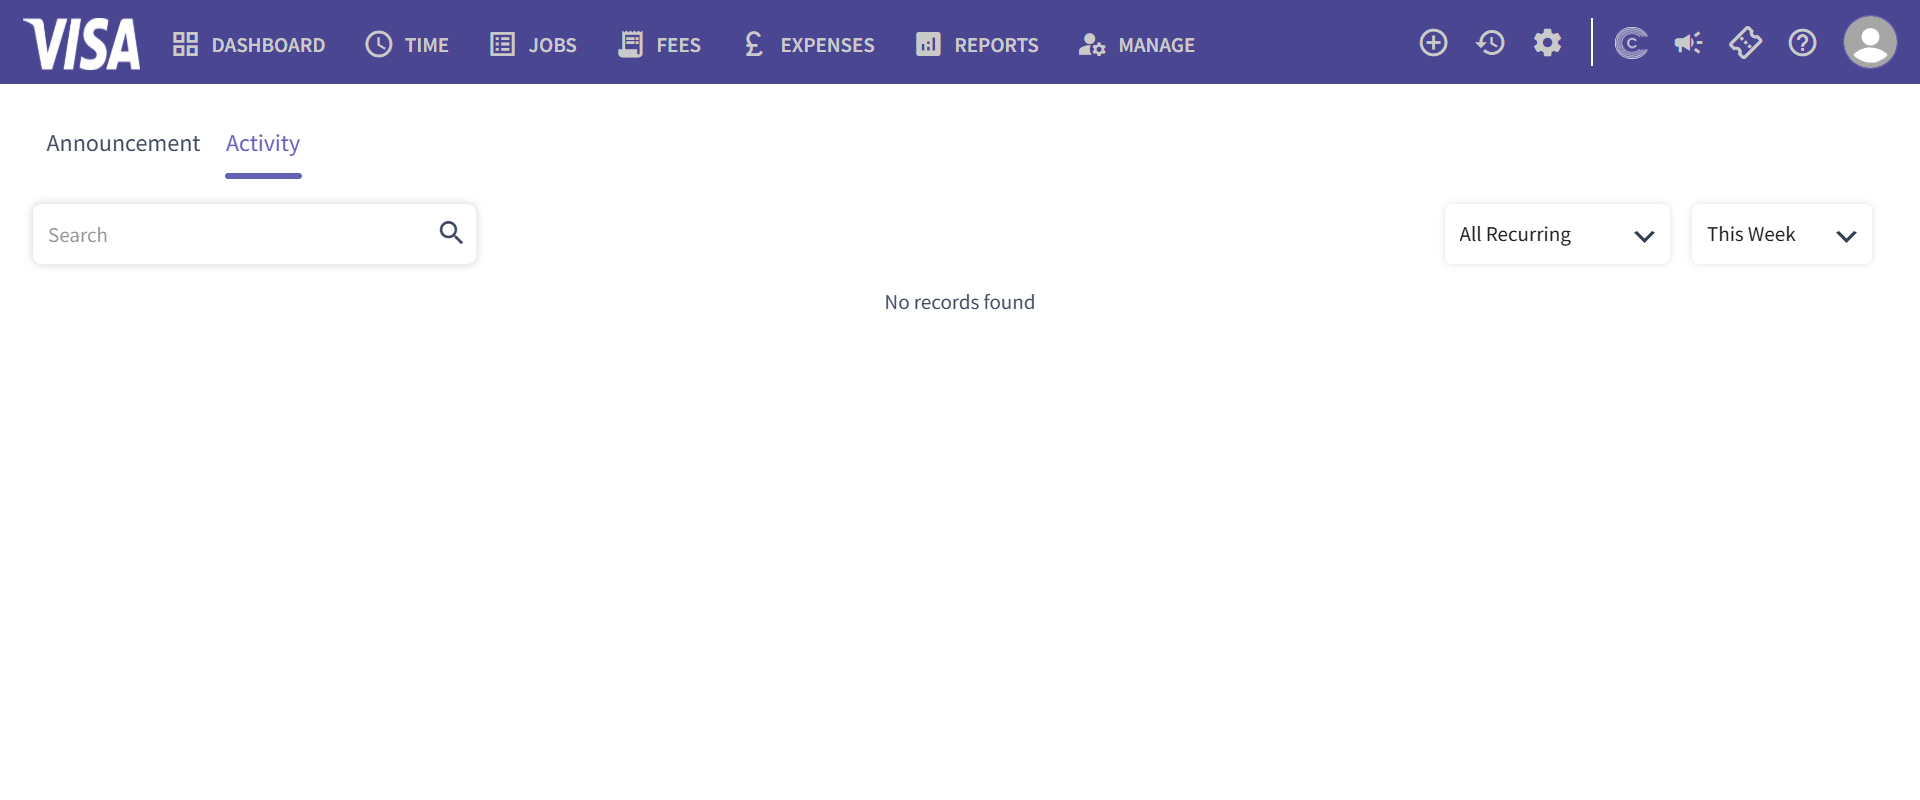 VISA DASHBOARD TIME JOBS FEES £ EXPENSES REPORTS MANAGE C ?
Announcement Activity
Search All Recurring This Week
No records found